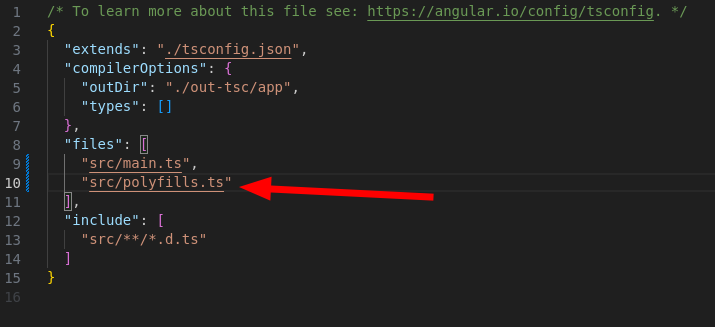 1 /* To learn more about this file see: https://angular.io/config/tsconfig. */
2 {
3   "extends": "./tsconfig.json",
4   "compilerOptions": {
5     "outDir": "./out-tsc/app",
6     "types": []
7   },
8   "files": [
9     "src/main.ts",
10     "src/polyfills.ts"
11   ],
12   "include": [
13     "src/**/*.d.ts"
14   ]
15 }
16